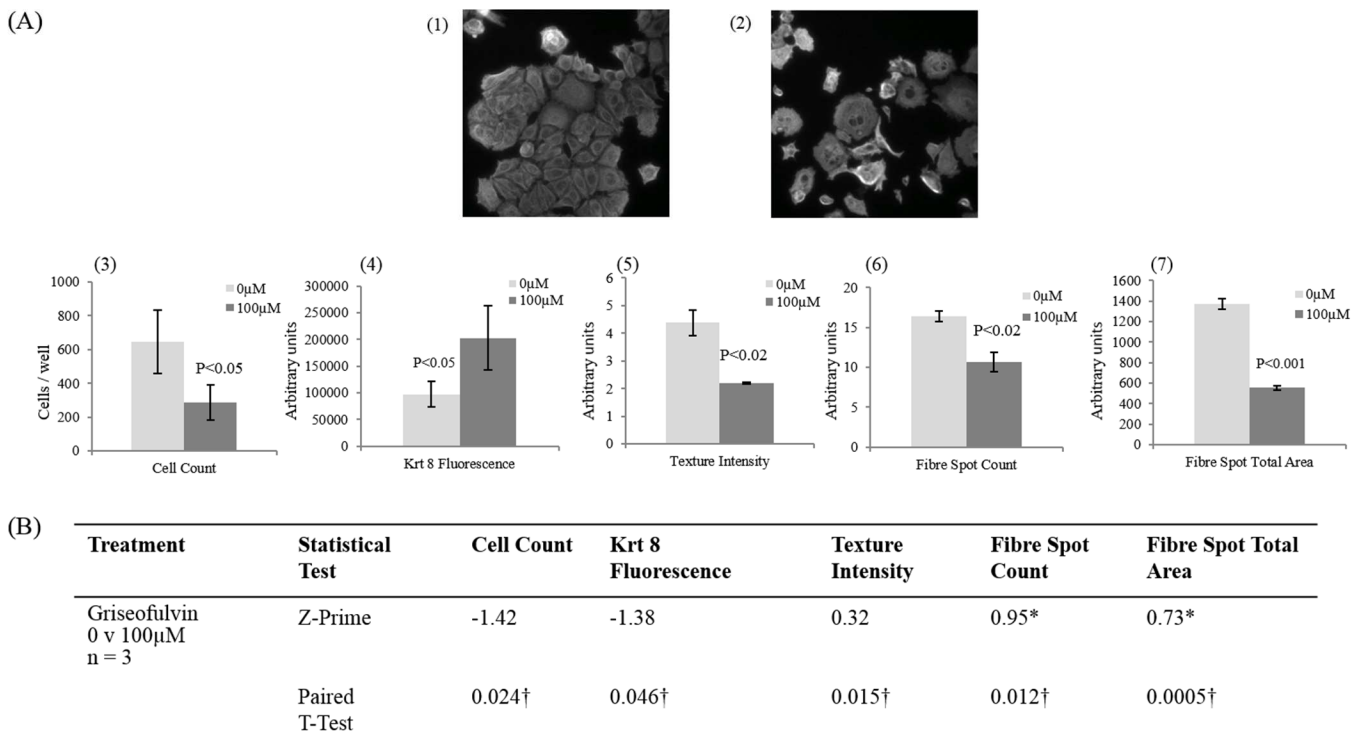 (A)
(1)
(2)
(3)
1000
800
600
400
200
0
Cells / well
0µM
100µM
P<0.05
Cell Count
(4)
300000
250000
200000
150000
100000
50000
0
Arbitrary units
0µM
100µM
P<0.05
Krt 8 Fluorescence
(5)
6
5
4
3
2
1
0
Arbitrary units
0µM
100µM
P<0.02
Texture Intensity
(6)
20
15
10
5
0
Arbitrary units
0µM
100µM
P<0.02
Fibre Spot Count
(7)
1600
1400
1200
1000
800
600
400
200
0
Arbitrary units
0µM
100µM
P<0.001
Fibre Spot Total Area
(B)
Treatment Statistical Cell Count Krt 8 Texture Fibre Spot Fibre Spot Total
Test Fluorescence Intensity Count Area
Griseofulvin Z-Prime -1.42 -1.38 0.32 0.95* 0.73*
0 v 100µM
n = 3
Paired 0.024† 0.046† 0.015† 0.012† 0.0005†
T-Test